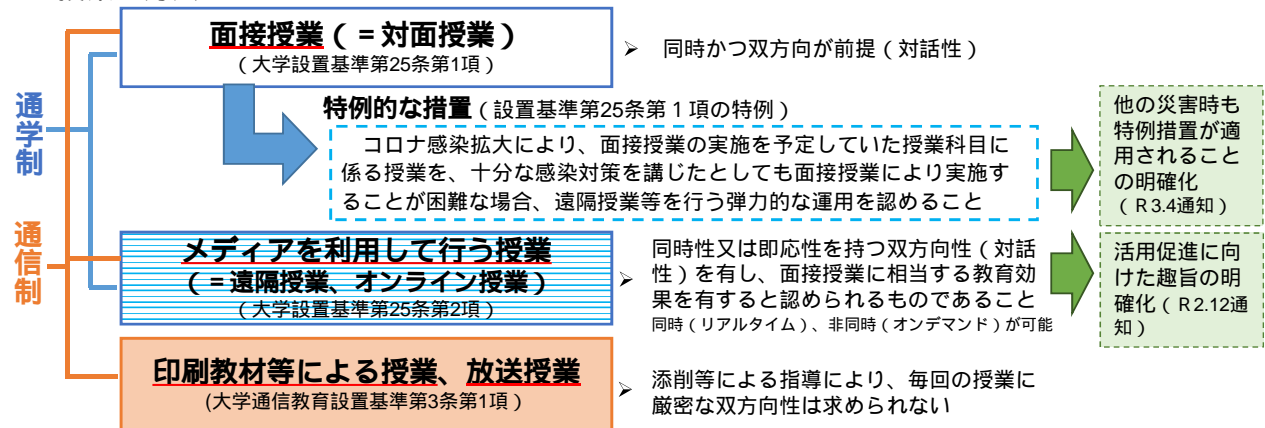 通学制
通信制
面接授業（=対面授業）
（大学設置基準第25条第1項）
➢ 同時かつ双方向が前提（対話性）
特例的な措置（設置基準第25条第１項の特例）
コロナ感染拡大により、面接授業の実施を予定していた授業科目に
係る授業を、十分な感染対策を講じたとしても面接授業により実施す
ることが困難な場合、遠隔授業等を行う弾力的な運用を認めること
他の災害時も
特例措置が適
用されること
の明確化
（R3.4通知）
メディアを利用して行う授業
（=遠隔授業、オンライン授業）
（大学設置基準第25条第2項）
➢ 同時性又は即応性を持つ双方向性（対話
性）を有し、面接授業に相当する教育効
果を有すると認められるものであること
同時（リアルタイム）、非同時（オンデマンド）が可能
活用促進に向
けた趣旨の明
確化（R2.12通
知）
印刷教材等による授業、放送授業
(大学通信教育設置基準第3条第1項）
➢ 添削等による指導により、毎回の授業に
厳密な双方向性は求められない